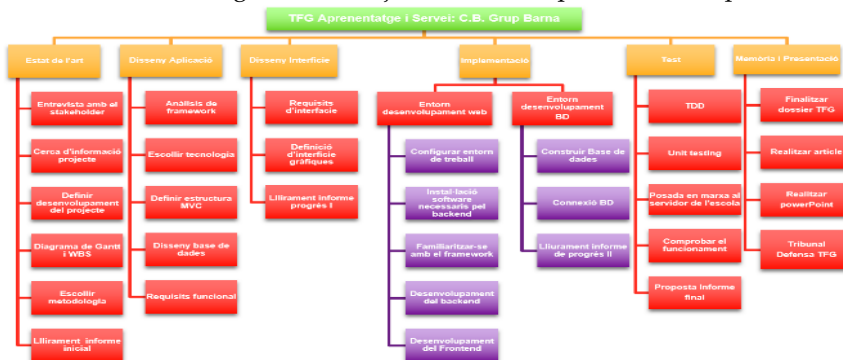 TFG Aprenentatge i Servei: C.B. Grup Barna
Estat de l'art
Disseny Aplicació
Disseny Interfície
Implementació
Test
Memòria i Presentació
Entrevista amb el
stakeholder
Cerca d'informació
projecte
Definir
desenvolupament
del projecte
Diagrama de Gantt
i WBS
Escollir
metodologia
Lllirament informe
inicial
Anàlisis de
framework
Escollir tecnologia
Definir estructura
MVC
Disseny base de
dades
Requisits funcional
Requisits
d'interfacie
Definició
d'interfície
gràfiques
Lllirament informe
progrés I
Entorn
desenvolupament web
Configurar entorn
de treball
Instal·lació
software
necessaris pel
backend
Familiaritzar-se
amb el framework
Desenvolupament
del backend
Desenvolupament
del Frontend
Entorn
desenvolupament
BD
Construir Base de
dades
Connexió BD
Lliurament informe
de progrés II
TDD
Unit testing
Posada en marxa al
servidor de l'escola
Comprobar el
funcionament
Proposta informe
final
Finalitzar
dossier TFG
Realitzar article
Realitzar
powerPoint
Tribunal
Defensa TFG